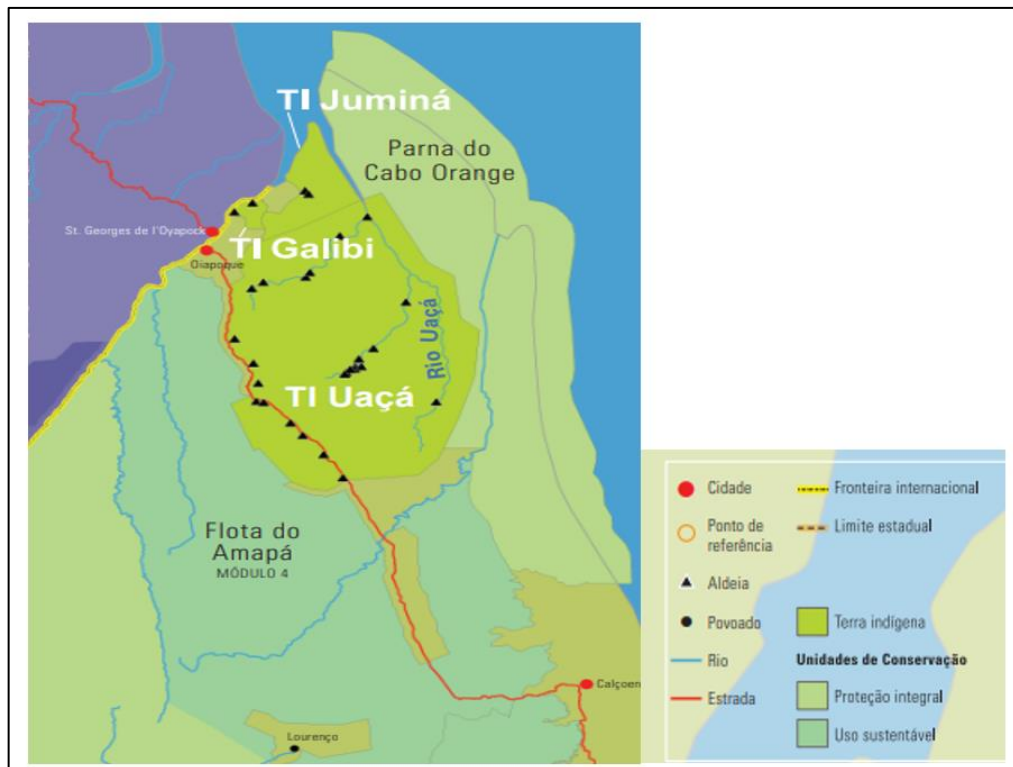 TI Juminá
Parna do
Cabo Orange
St. Georges de l'Oyapock
TI Galibi
Oiapoque
Rio Uaçá
TI Uaçá
Flota do
Amapá
MÓDULO 4
Calçoen
Lourenço
Cidade
Ponto de
referência
Aldeia
Povoado
Rio
Estrada
Fronteira internacional
Limite estadual
Terra indígena
Unidades de Conservação
Proteção integral
Uso sustentável